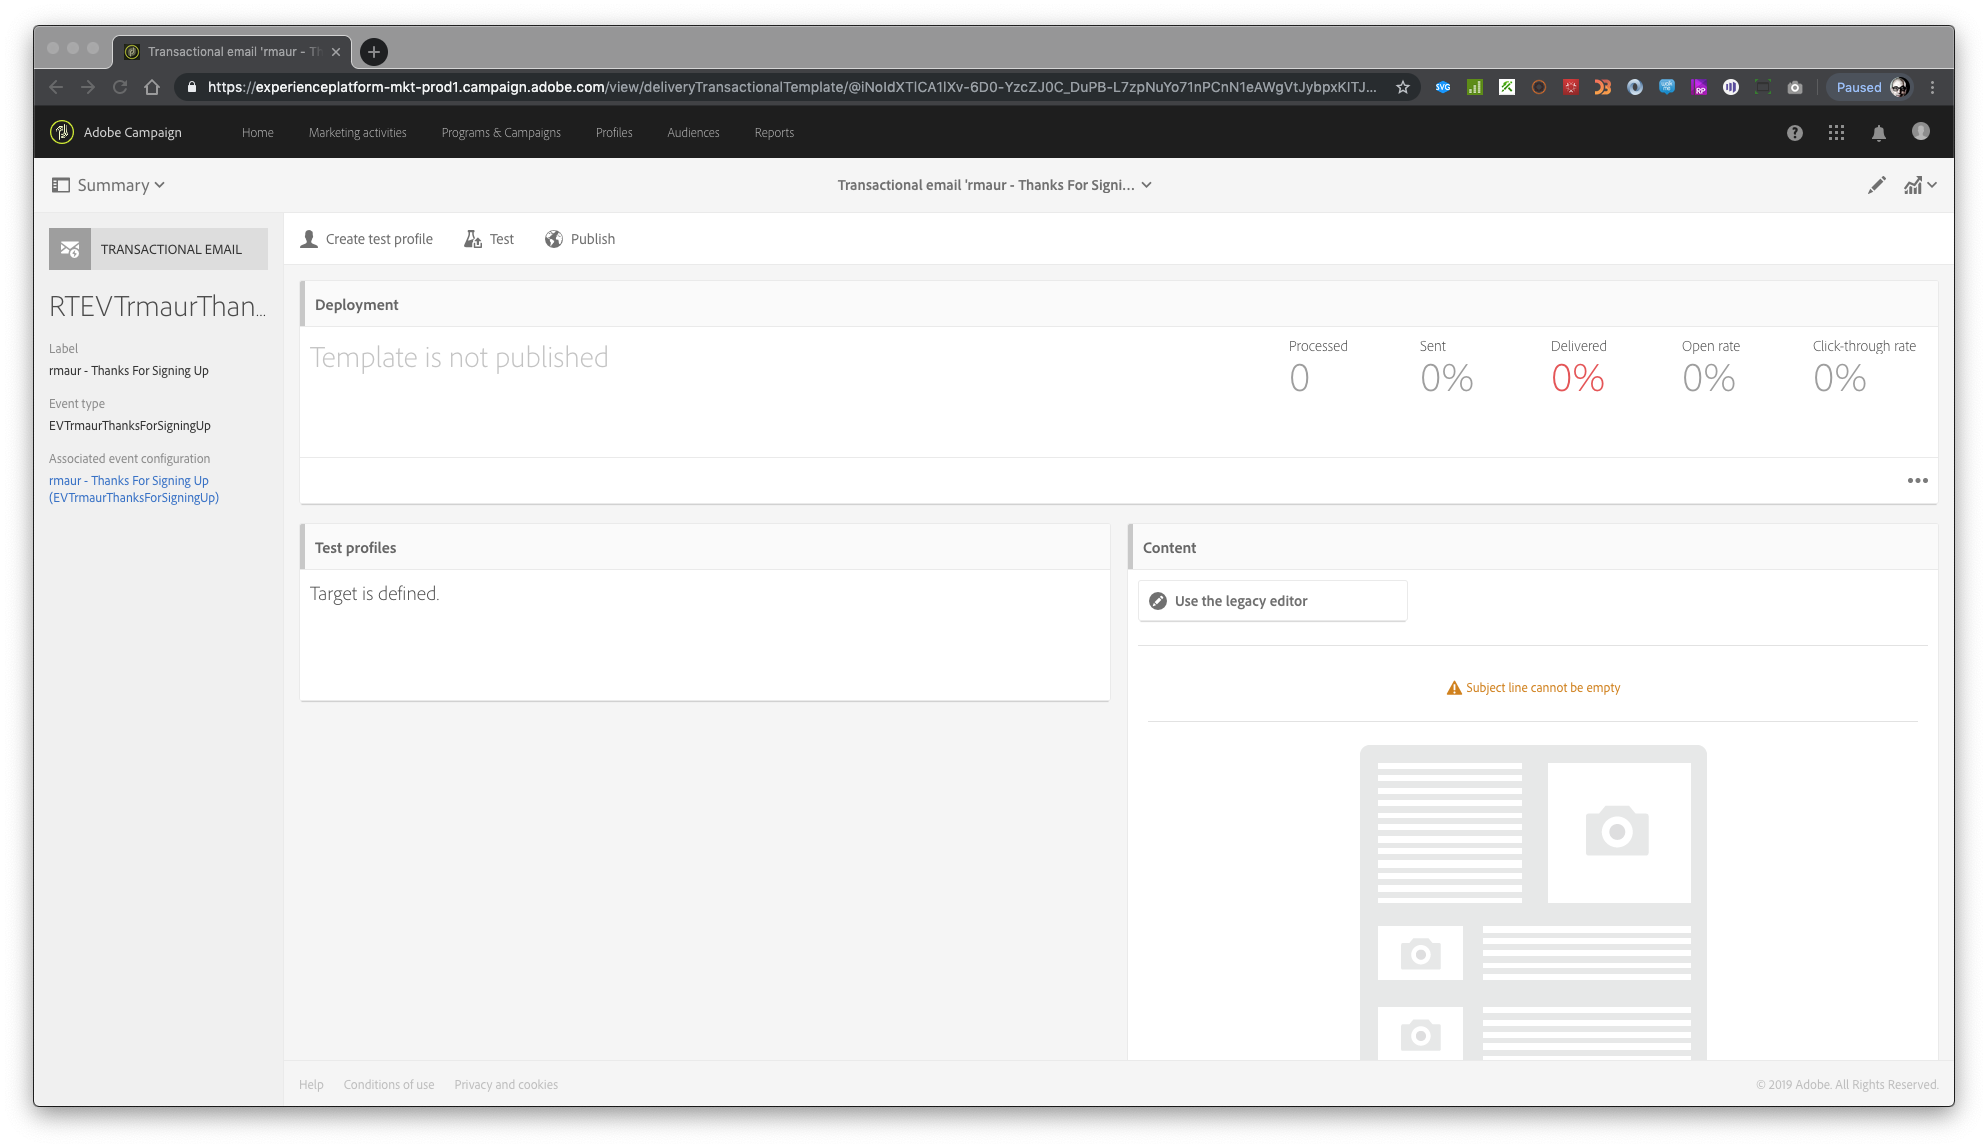 Transactional email 'rmaur - Th
https://experienceplatform-mkt-prod1.campaign.adobe.com/view/deliveryTransactionalTemplate/
Paused
Adobe Campaign
Home
Marketing activities
Programs & Campaigns
Profiles
Audiences
Reports
Summary
Transactional email 'rmaur - Thanks For Signi...
TRANSACTIONAL EMAIL
Create test profile
Test
Publish
RTEVTrmaurThan...
Label
rmaur - Thanks For Signing Up
Event type
EVTrmaurThanksForSigningUp
Associated event configuration
rmaur - Thanks For Signing Up
(EVTrmaurThanksForSigningUp)
Deployment
Template is not published
Processed
0
Sent
0%
Delivered
0%
Open rate
0%
Click-through rate
0%
Test profiles
Target is defined.
Content
Use the legacy editor
Subject line cannot be empty
Help
Conditions of use
Privacy and cookies
© 2019 Adobe. All Rights Reserved.